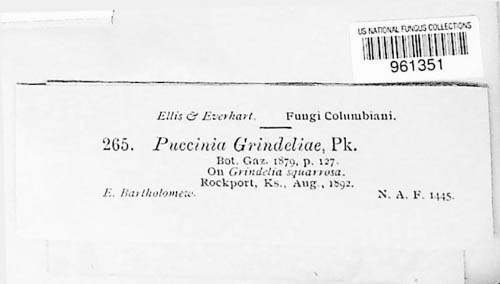 US NATIONAL FUNGUS COLLECTIONS
961351
Ellis & Everhart. Fungi Columbiani.
265. Puccinia Grindeliae, Pk.
Bot. Gaz. 1879, p. 127.
On Grindelia squarrosa.
Rockport, Ks., Aug., 1892.
E. Bartholomew. N. A. F. 1445.